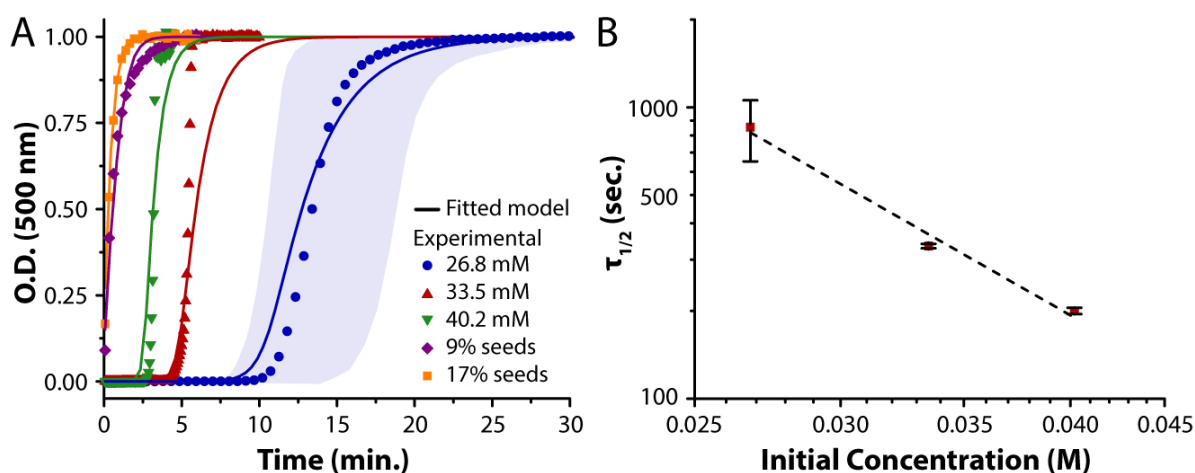 A
1.00
0.75
0.50
0.25
0.00
O.D. (500 nm)
Fitted model
Experimental
26.8 mM
33.5 mM
40.2 mM
9% seeds
17% seeds
0 5 10 15 20 25 30
Time (min.)
B
1000
500
100
τ1/2 (sec.)
0.025 0.030 0.035 0.040 0.045
Initial Concentration (M)